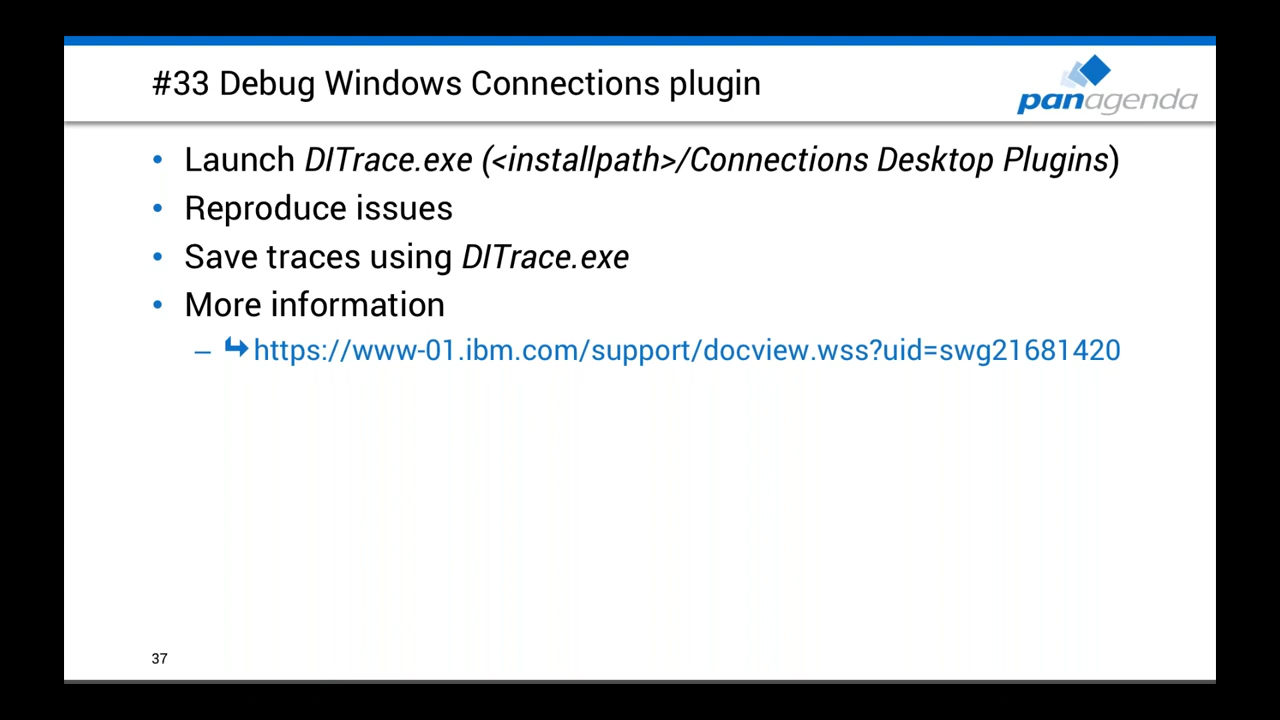 #33 Debug Windows Connections plugin
panagenda
• Launch DITrace.exe (<installpath>/Connections Desktop Plugins)
• Reproduce issues
• Save traces using DITrace.exe
• More information
– ↪ https://www-01.ibm.com/support/docview.wss?uid=swg21681420
37